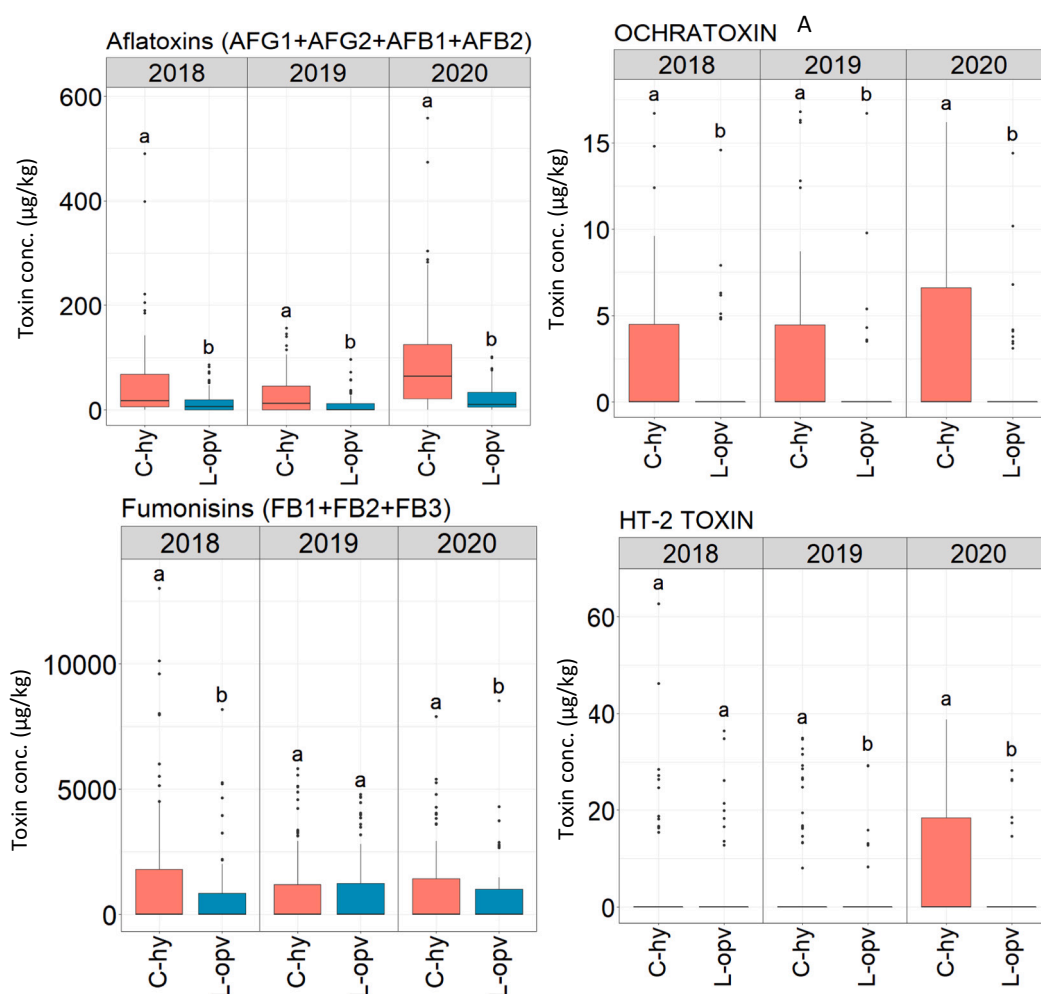 Aflatoxins (AFG1+AFG2+AFB1+AFB2)
2018 2019 2020
Toxin conc. (µg/kg)
600
400
200
0
a
b
a
b
a
b
C-hy L-opv C-hy L-opv C-hy L-opv
OCHRATOXIN A
2018 2019 2020
Toxin conc. (µg/kg)
15
10
5
0
a
b
a
b
a
b
C-hy L-opv C-hy L-opv C-hy L-opv
Fumonisins (FB1+FB2+FB3)
2018 2019 2020
Toxin conc. (µg/kg)
10000
5000
0
a
b
a
a
a
b
C-hy L-opv C-hy L-opv C-hy L-opv
HT-2 TOXIN
2018 2019 2020
Toxin conc. (µg/kg)
60
40
20
0
a
a
a
b
a
b
C-hy L-opv C-hy L-opv C-hy L-opv